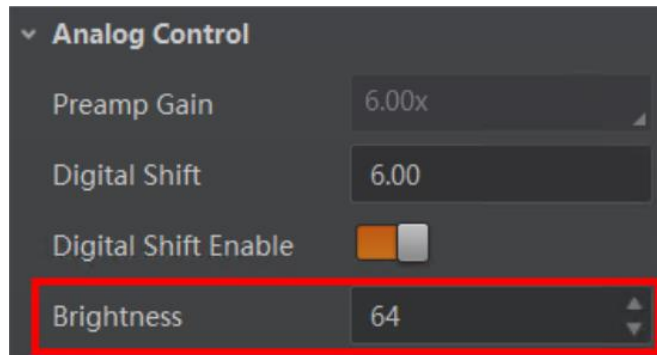 Analog Control
Preamp Gain 6.00x
Digital Shift 6.00
Digital Shift Enable
Brightness 64